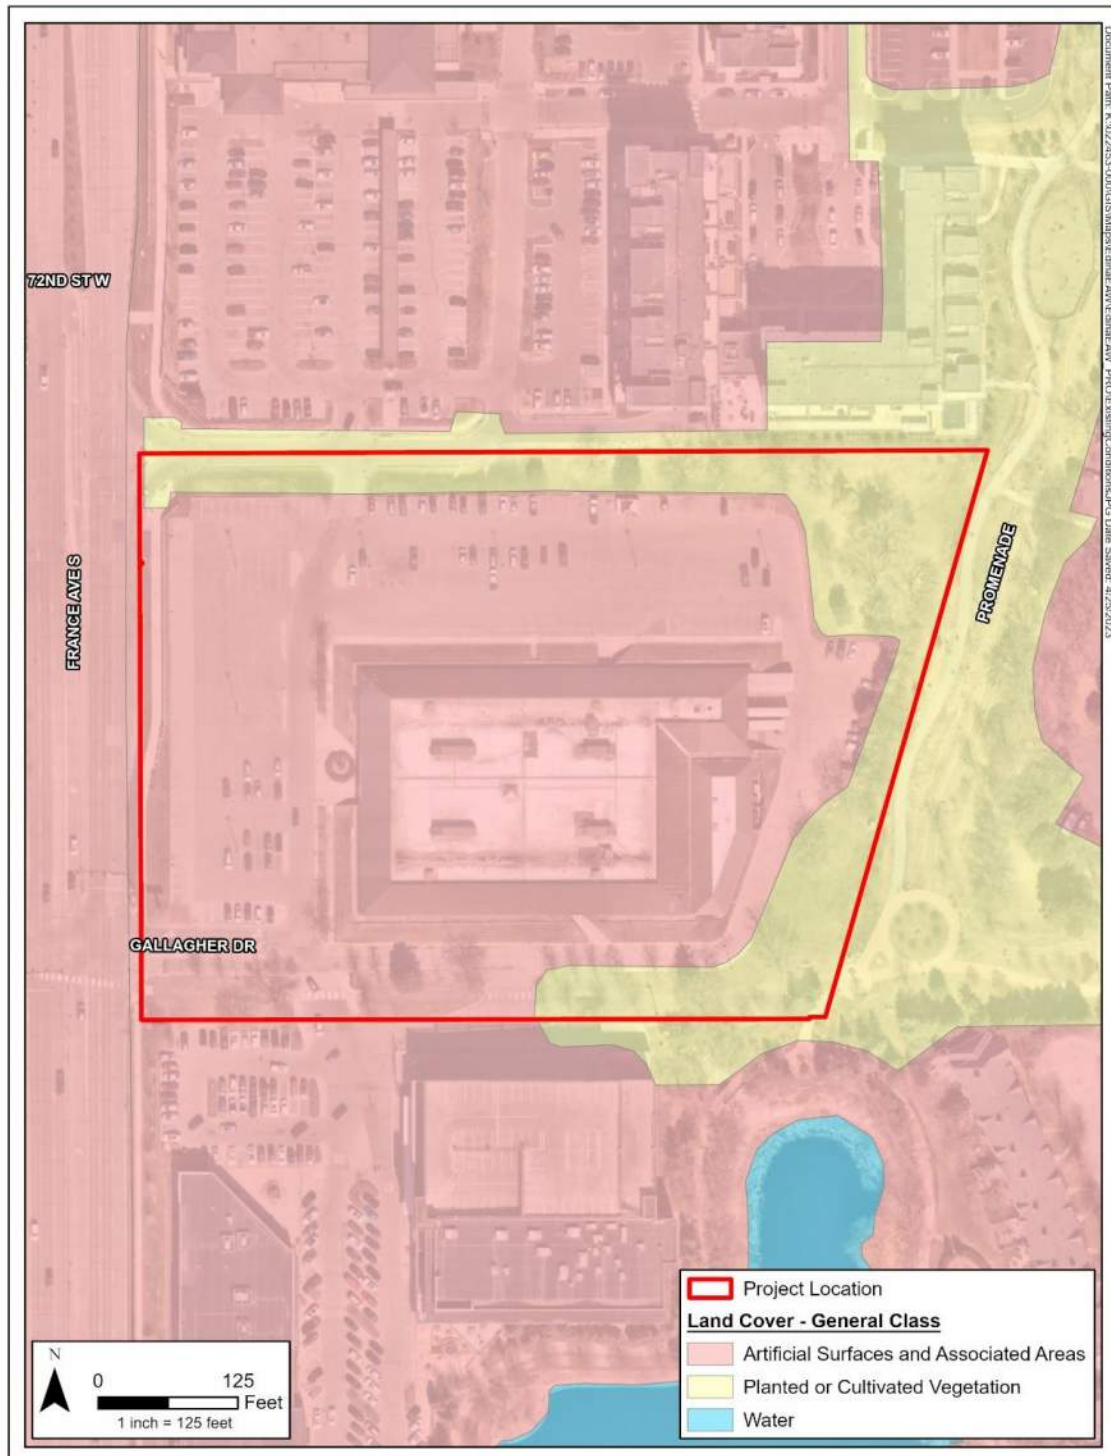 72ND ST W
FRANCE AVE S
PROMENADE
GALLAGHER DR
N
0 125
Feet
1 inch = 125 feet
Project Location
Land Cover - General Class
Artificial Surfaces and Associated Areas
Planted or Cultivated Vegetation
Water